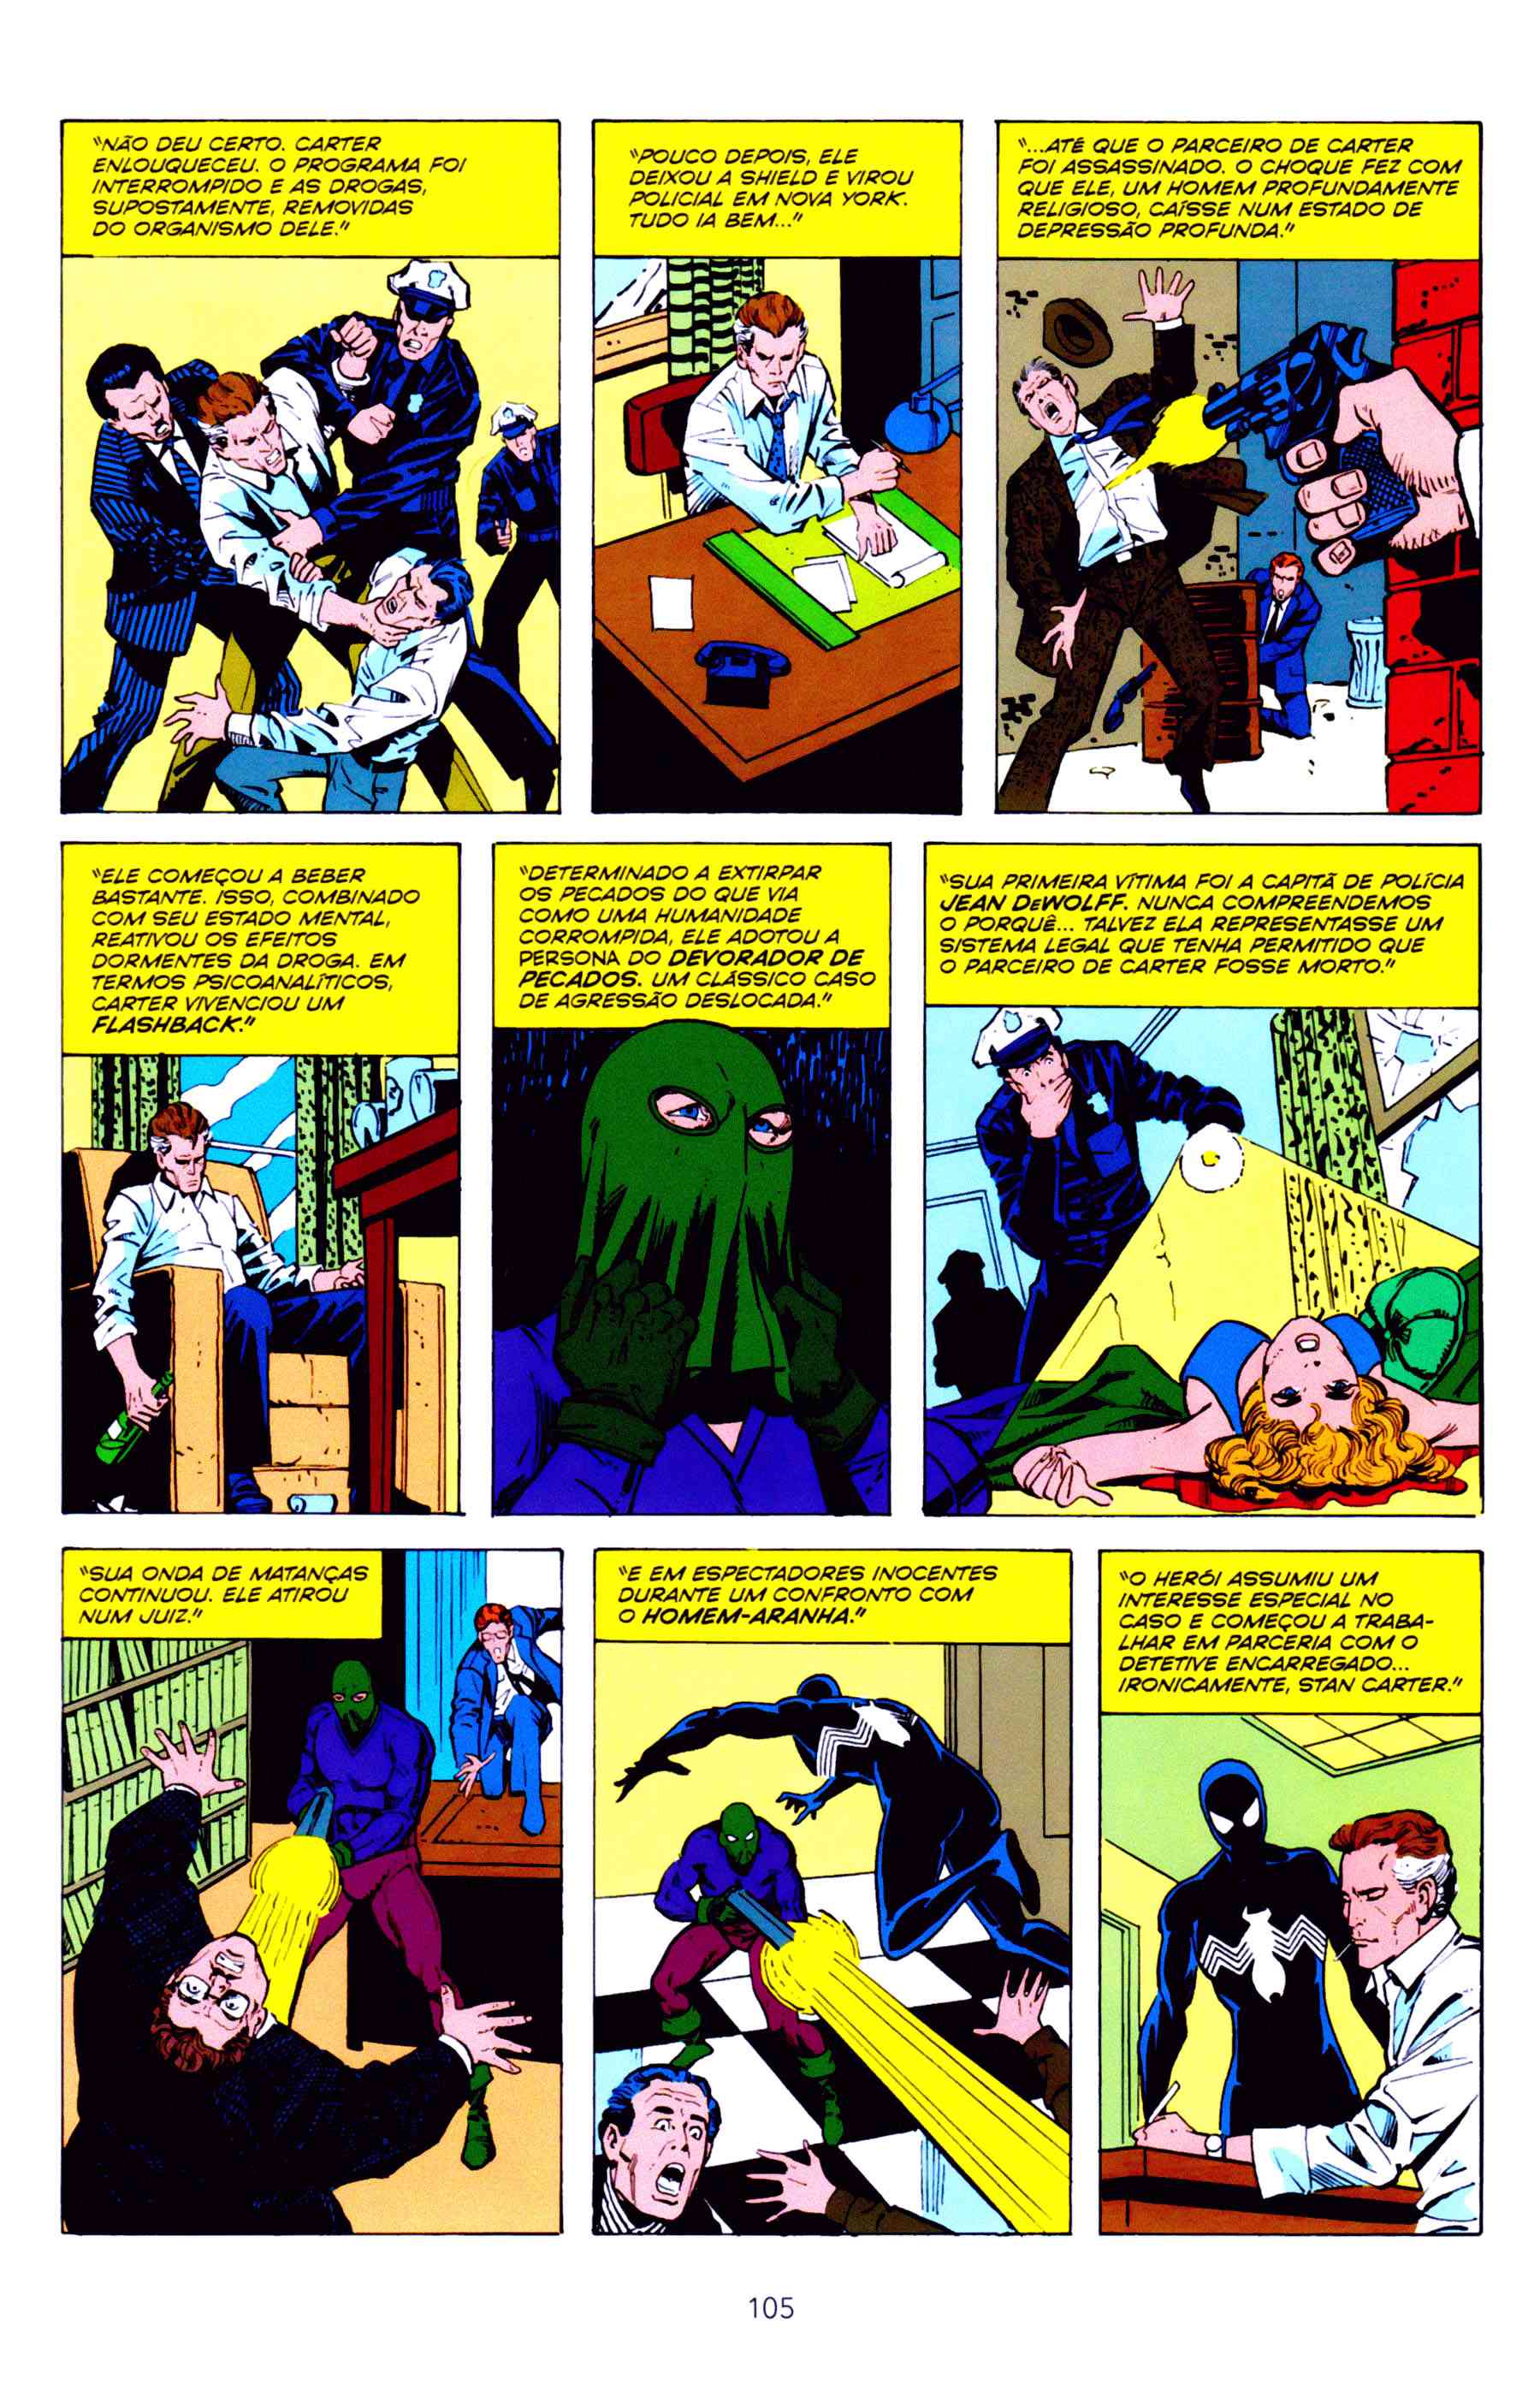 "NÃO DEU CERTO. CARTER
ENLOUQUECEU. O PROGRAMA FOI
INTERROMPIDO E AS DROGAS,
SUPOSTAMENTE, REMOVIDAS
DO ORGANISMO DELE."
"POUCO DEPOIS, ELE
DEIXOU A SHIELD E VIROU
POLICIAL EM NOVA YORK.
TUDO IA BEM..."
"...ATÉ QUE O PARCEIRO DE CARTER
FOI ASSASSINADO. O CHOQUE FEZ COM
QUE ELE, UM HOMEM PROFUNDAMENTE
RELIGIOSO, CAÍSSE NUM ESTADO DE
DEPRESSÃO PROFUNDA."
"ELE COMEÇOU A BEBER
BASTANTE. ISSO, COMBINADO
COM SEU ESTADO MENTAL,
REATIVOU OS EFEITOS
DORMENTES DA DROGA. EM
TERMOS PSICOANALÍTICOS,
CARTER VIVENCIOU UM
FLASHBACK."
"DETERMINADO A EXTIRPAR
OS PECADOS DO QUE VIA
COMO UMA HUMANIDADE
CORROMPIDA, ELE ADOTOU A
PERSONA DO DEVORADOR DE
PECADOS. UM CLÁSSICO CASO
DE AGRESSÃO DESLOCADA."
"SUA PRIMEIRA VÍTIMA FOI A CAPITÃ DE POLÍCIA
JEAN DeWOLFF. NUNCA COMPREENDEMOS
O PORQUÊ... TALVEZ ELA REPRESENTASSE UM
SISTEMA LEGAL QUE TENHA PERMITIDO QUE
O PARCEIRO DE CARTER FOSSE MORTO."
"SUA ONDA DE MATANÇAS
CONTINUOU. ELE ATIROU
NUM JUIZ."
"E EM ESPECTADORES INOCENTES
DURANTE UM CONFRONTO COM
O HOMEM-ARANHA."
"O HERÓI ASSUMIU UM
INTERESSE ESPECIAL NO
CASO E COMEÇOU A TRABA-
LHAR EM PARCERIA COM O
DETETIVE ENCARREGADO...
IRONICAMENTE, STAN CARTER."
105